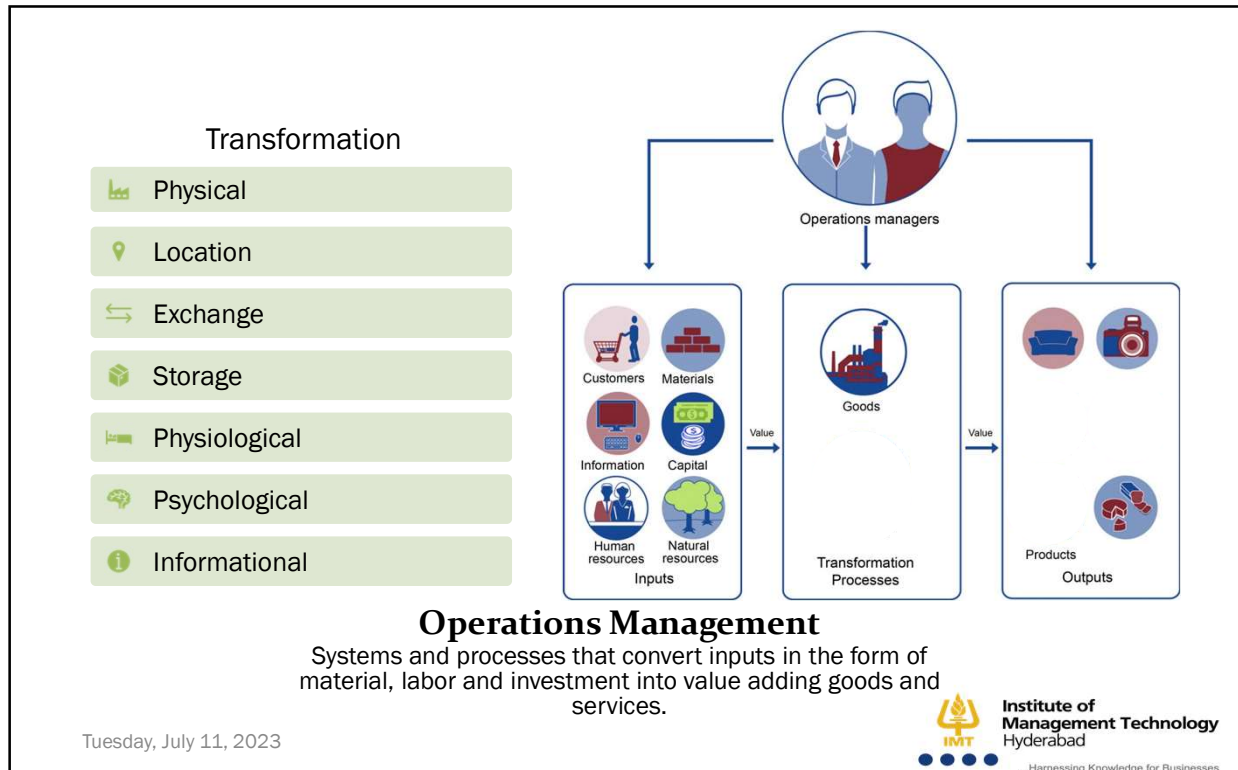 Transformation
Physical
Location
Exchange
Storage
Physiological
Psychological
Informational
Operations managers
Customers
Materials
Information
Capital
Human
resources
Natural
resources
Inputs
Value
Goods
Transformation
Processes
Value
Products
Outputs
Operations Management
Systems and processes that convert inputs in the form of
material, labor and investment into value adding goods and
services.
Tuesday, July 11, 2023
IMT
Institute of
Management Technology
Hyderabad
Harnessing Knowledge for Businesses